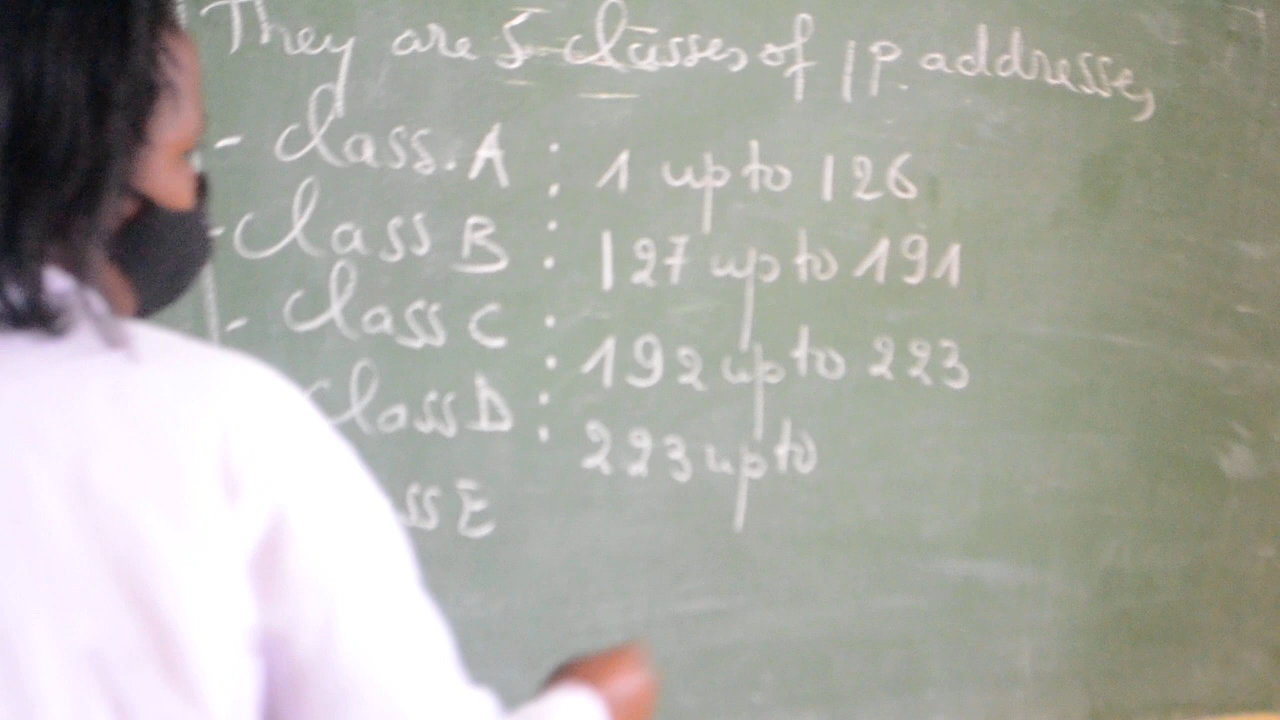 They are 5 classes of IP. addresses,
- Class. A : 1 up to 126
- Class B : 127 up to 191
- Class C : 192 up to 223
Class D : 223 up to
ss E